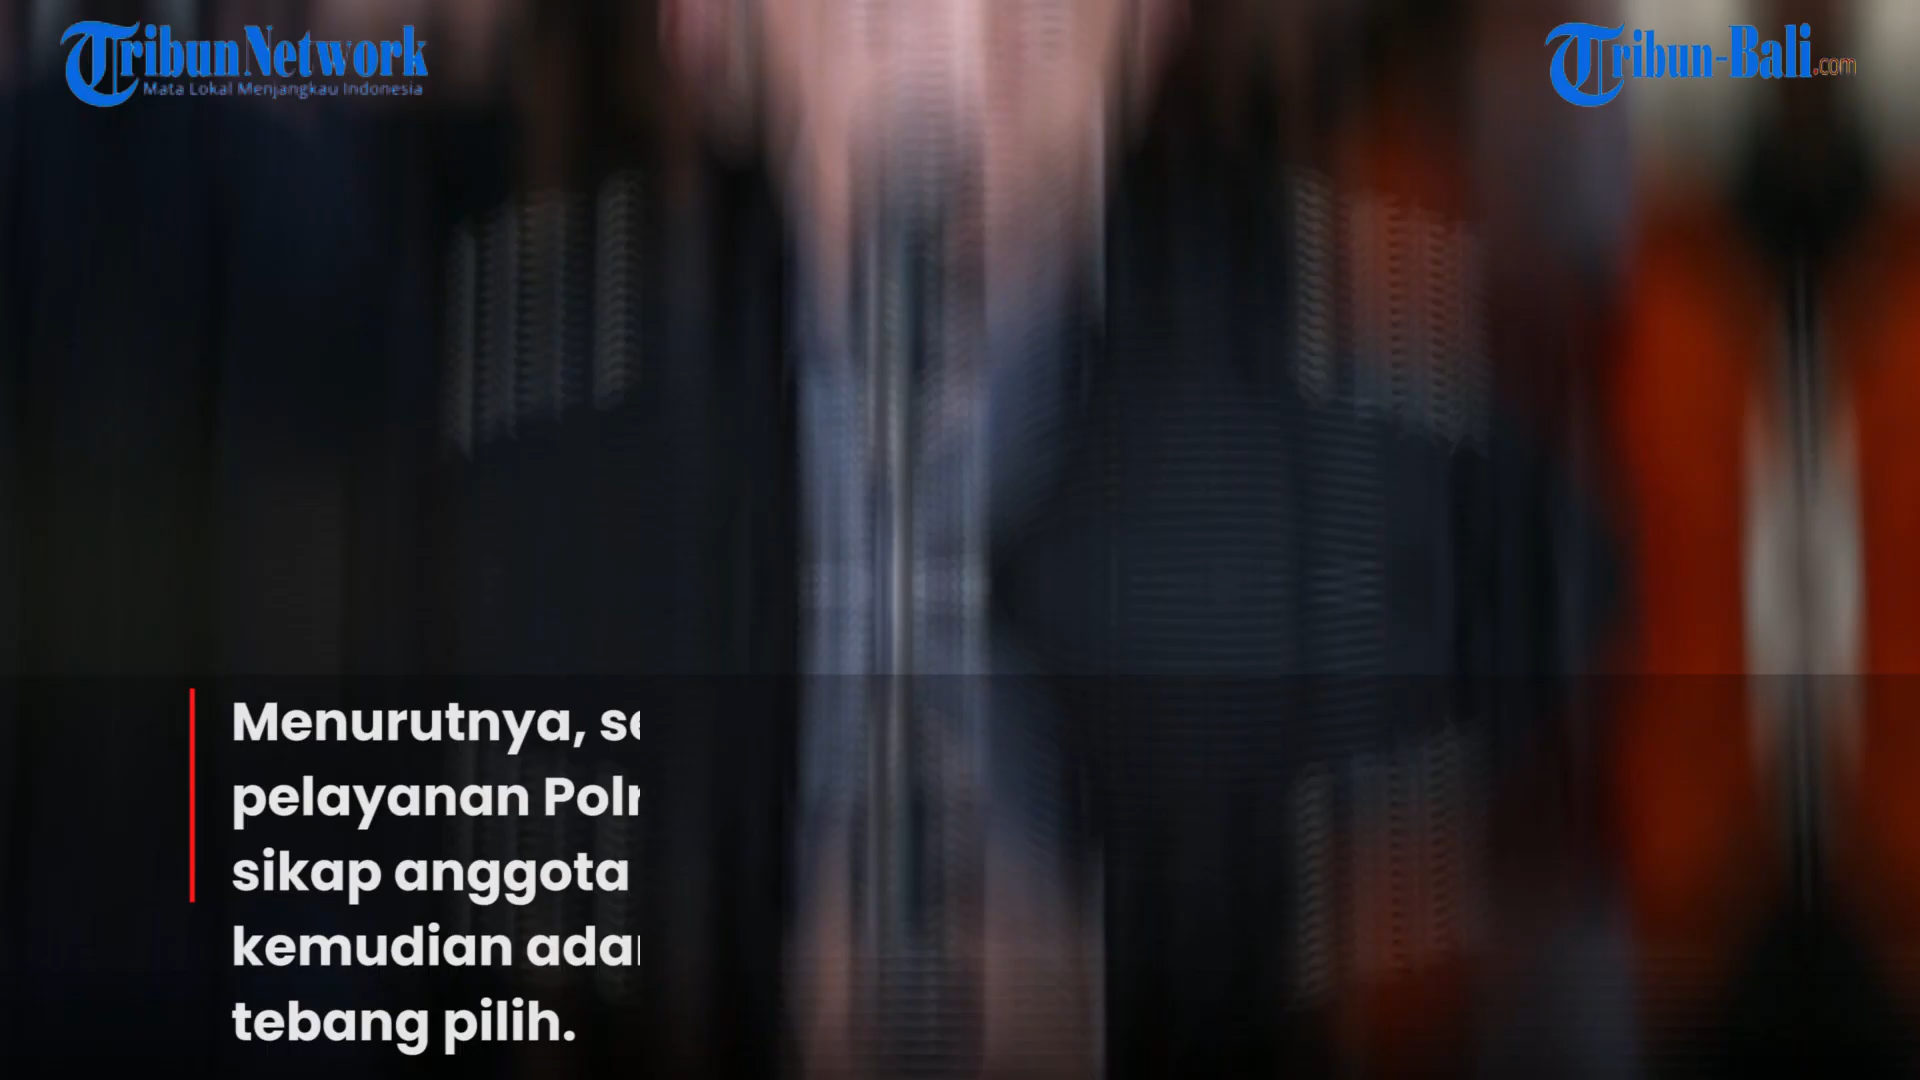 TribunNetwork
Mata Lokal Menjangkau Indonesia
Tribun-Bali.com
Menurutnya,
pelayanan
sikap anggota
kemudian
tebang pilih.